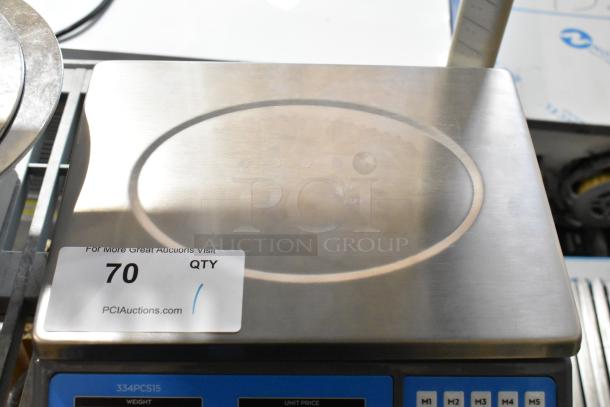 PCi
AUCTION GROUP
For More Great Auctions Visit
70 QTY
1
PCIAuctions.com
334PCS15
WEIGHT UNIT PRICE
M1 M2 M3 M4 M5